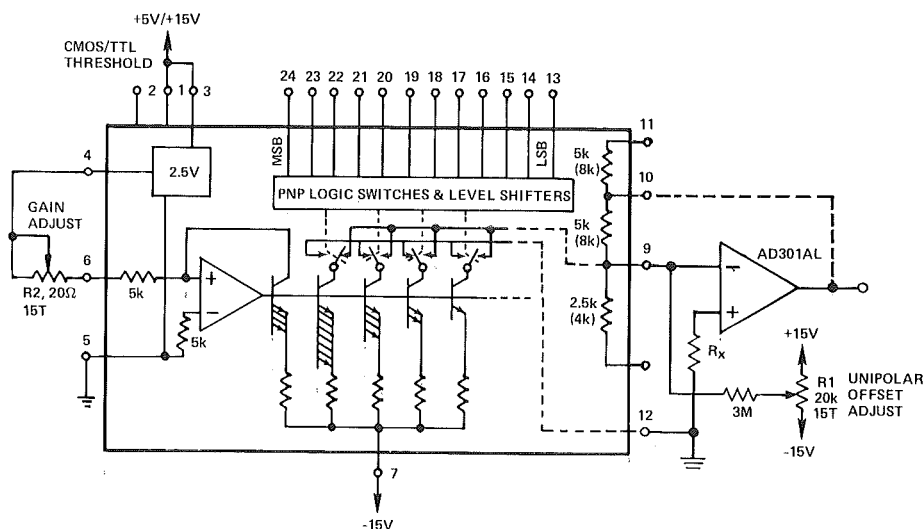 +5V/+15V
CMOS/TTL
THRESHOLD
2 1 3
24 23 22 21 20 19 18 17 16 15 14 13
MSB
LSB
4
2.5V
PNP LOGIC SWITCHES & LEVEL SHIFTERS
11
5k
(8k)
10
5k
(8k)
9
2.5k
(4k)
GAIN
ADJUST
6
R2, 20Ω
15T
5k
+
−
5k
5
AD301AL
−
+
RX
+15V
R1
20k
15T
UNIPOLAR
OFFSET
ADJUST
3M
-15V
12
7
-15V